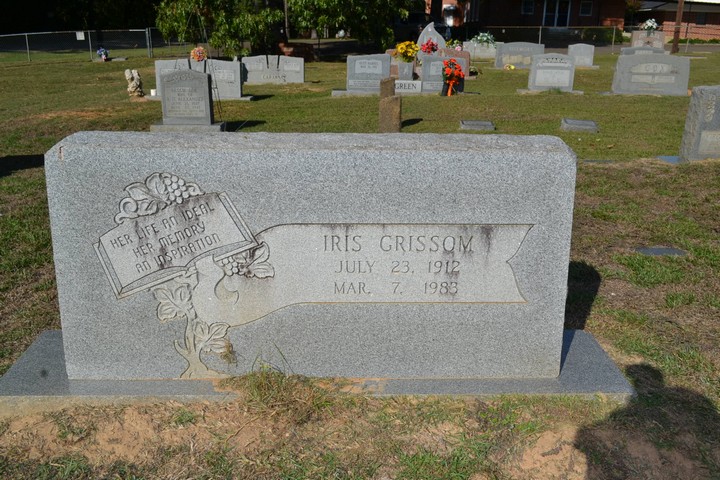 HER LIFE AN IDEAL
HER MEMORY
AN INSPIRATION
IRIS GRISSOM
JULY 23, 1912
MAR. 7, 1983
GREEN